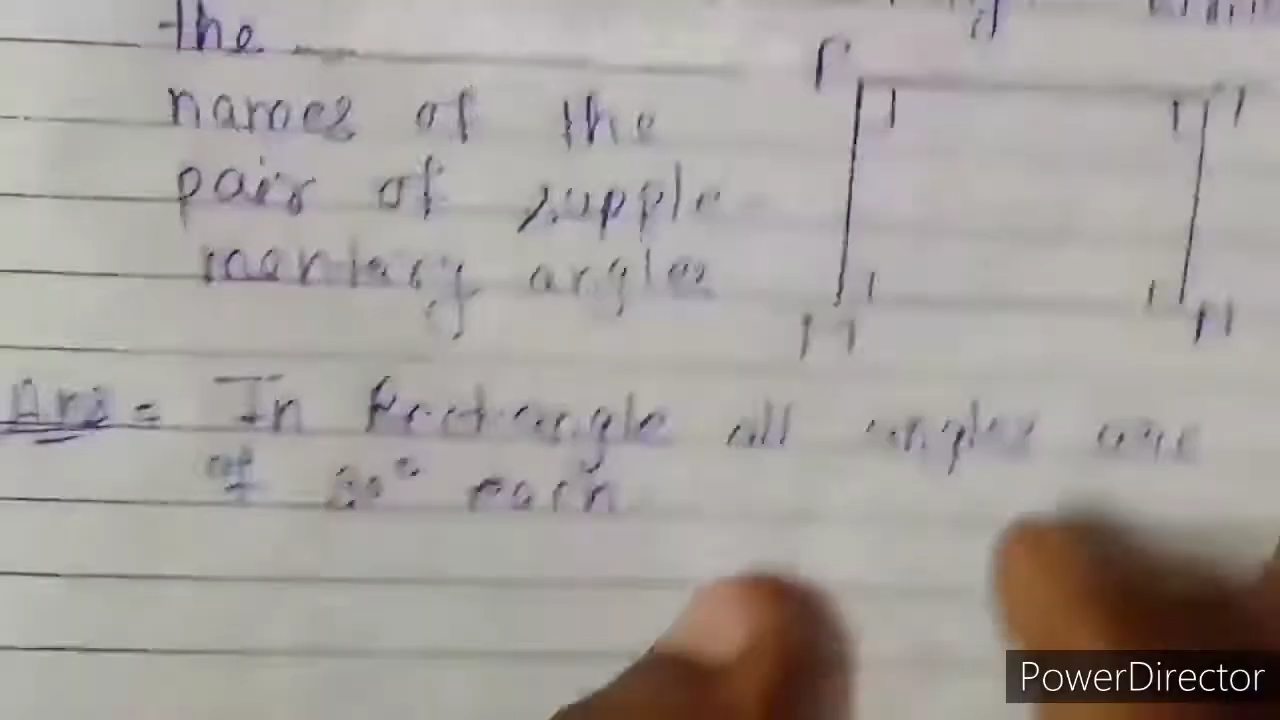 the
names of the
pair of supple-
mentary angles
Ans = In Rectangle all angles are
of 90° each
PowerDirector